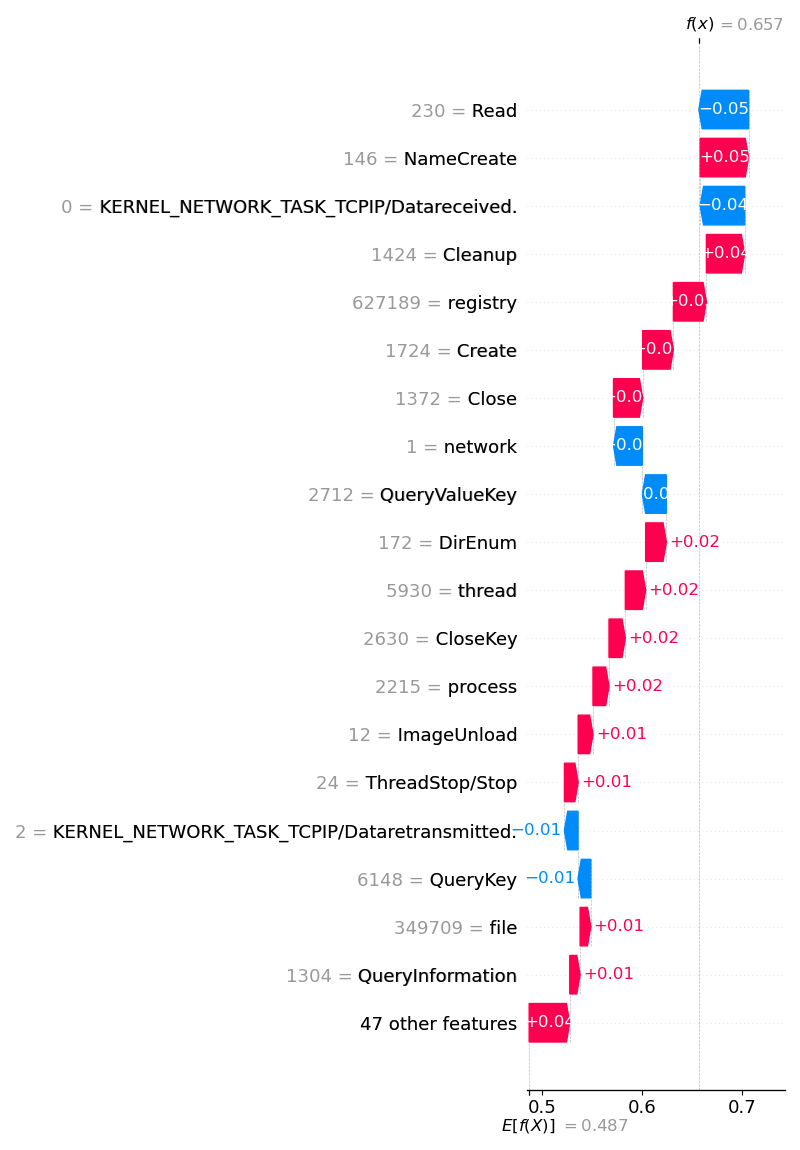 f(x) = 0.657
230 = Read
−0.05
146 = NameCreate
+0.05
0 = KERNEL_NETWORK_TASK_TCPIP/Datareceived.
−0.04
1424 = Cleanup
+0.04
627189 = registry
1724 = Create
1372 = Close
1 = network
2712 = QueryValueKey
172 = DirEnum
+0.02
5930 = thread
+0.02
2630 = CloseKey
+0.02
2215 = process
+0.02
12 = ImageUnload
+0.01
24 = ThreadStop/Stop
+0.01
2 = KERNEL_NETWORK_TASK_TCPIP/Dataretransmitted.
−0.01
6148 = QueryKey
−0.01
349709 = file
+0.01
1304 = QueryInformation
+0.01
47 other features
+0.04
0.5 0.6 0.7
E[f(X)] = 0.487